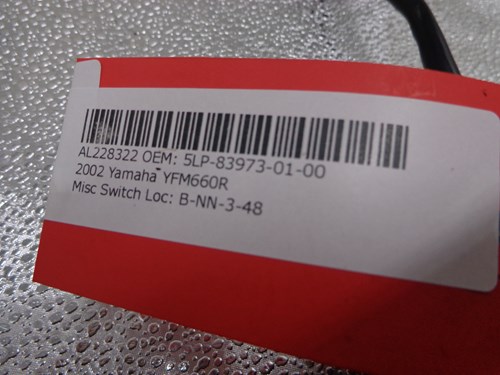 AL228322 OEM: 5LP-83973-01-00
2002 Yamaha YFM660R
Misc Switch Loc: B-NN-3-48